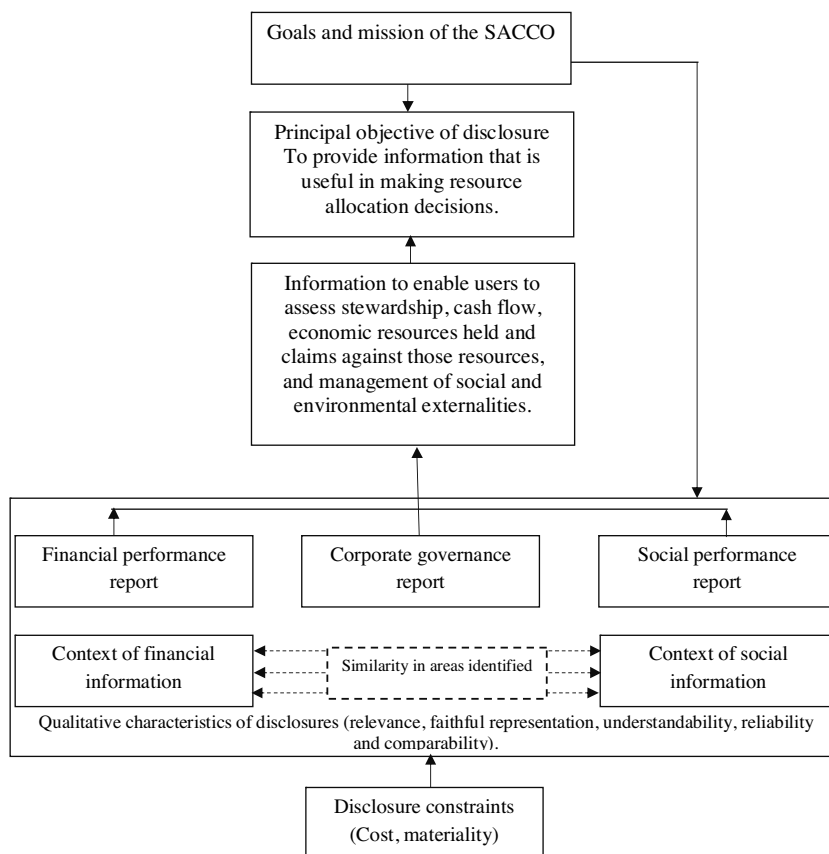 Goals and mission of the SACCO
Principal objective of disclosure
To provide information that is
useful in making resource
allocation decisions.
Information to enable users to
assess stewardship, cash flow,
economic resources held and
claims against those resources,
and management of social and
environmental externalities.
Financial performance
report
Corporate governance
report
Social performance
report
Context of financial
information
Similarity in areas identified
Context of social
information
Qualitative characteristics of disclosures (relevance, faithful representation, understandability, reliability
and comparability).
Disclosure constraints
(Cost, materiality)